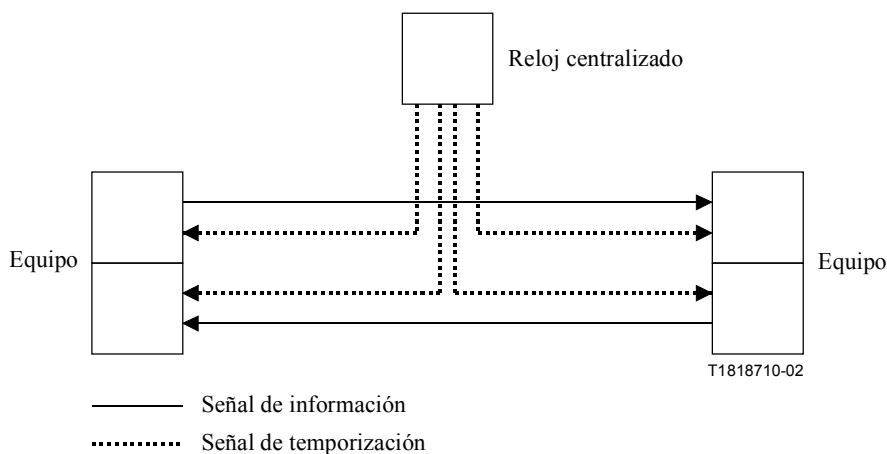 Reloj centralizado
Equipo
Equipo
T1818710-02
Señal de información
Señal de temporización